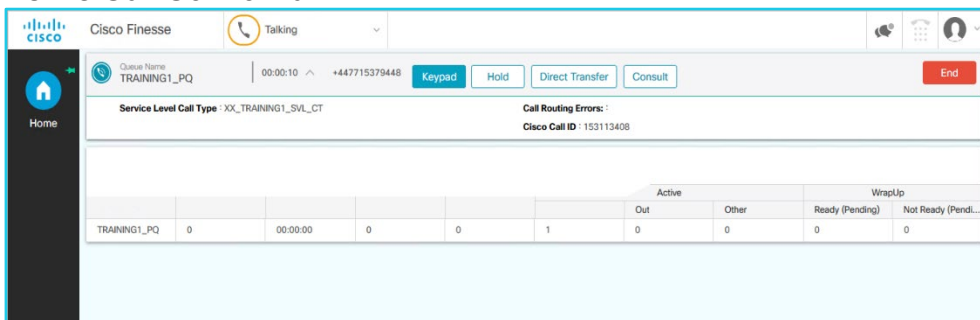 CISCO
Cisco Finesse
Talking
Home
Queue Name
TRAINING1_PQ
00:00:10
+447715379448
Keypad
Hold
Direct Transfer
Consult
End
Service Level Call Type : XX_TRAINING1_SVL_CT
Call Routing Errors: :
Cisco Call ID : 153113408
Active WrapUp
Out Other Ready (Pending) Not Ready (Pendi...
TRAINING1_PQ 0 00:00:00 0 0 1 0 0 0 0